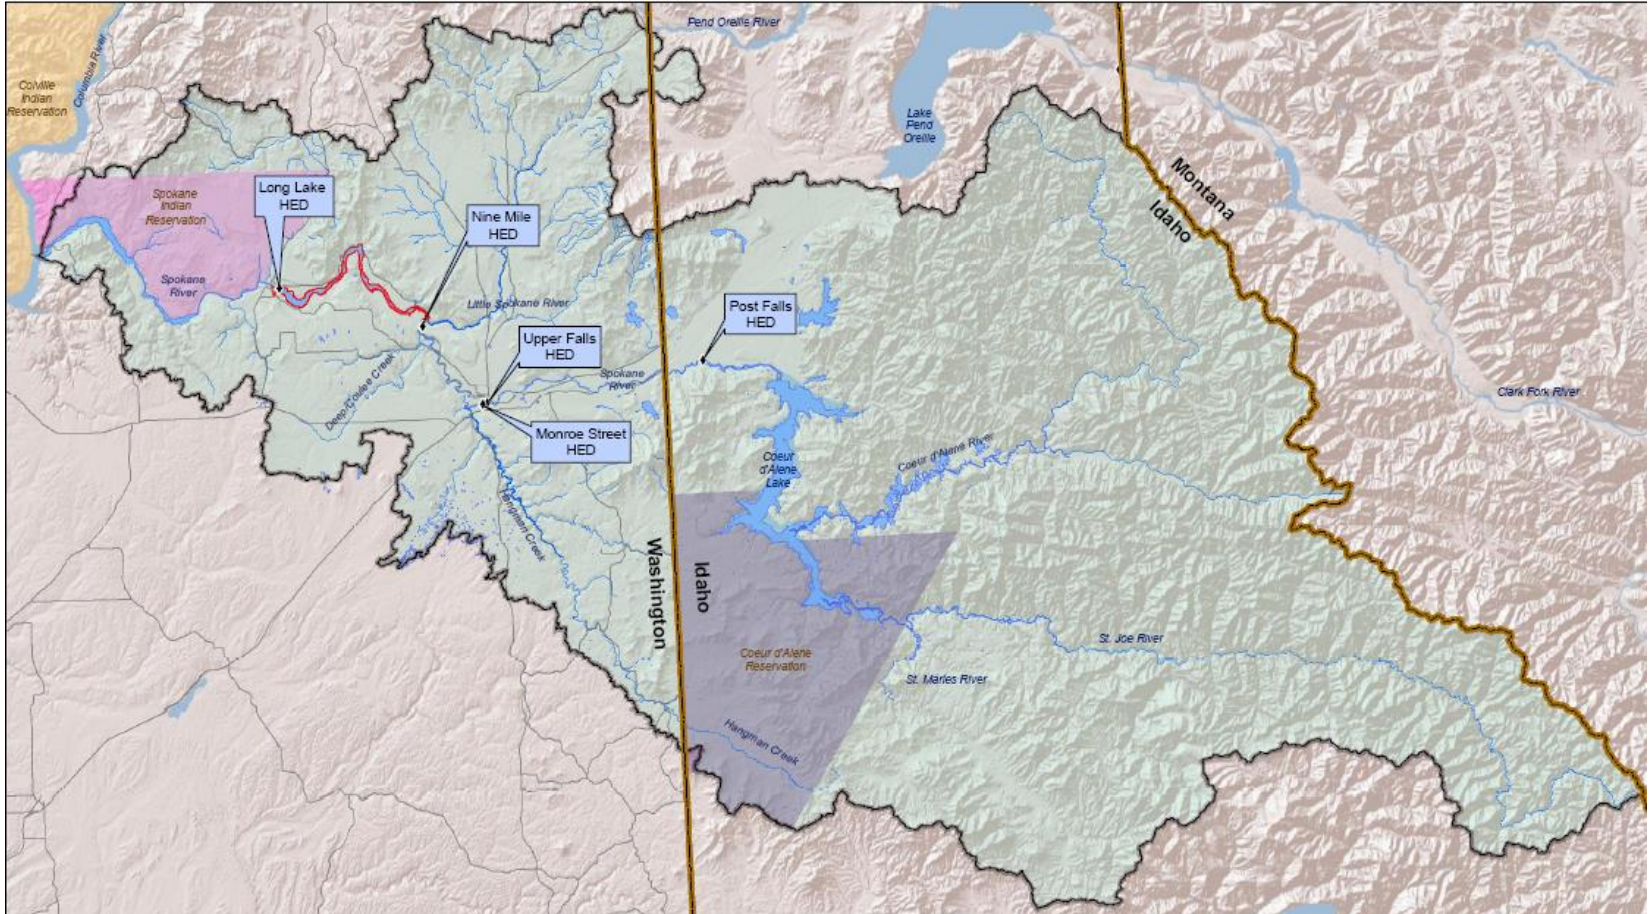 Pend Oreille River
Columbia River
Colville
Indian
Reservation
Lake
Pend
Oreille
Montana
Idaho
Spokane
Indian
Reservation
Long Lake
HED
Nine Mile
HED
Spokane
River
Little Spokane River
Post Falls
HED
Upper Falls
HED
Spokane
River
Deep Coulee Creek
Clark Fork River
Monroe Street
HED
Coeur
d'Alene
Lake
Coeur d'Alene River
Hangman Creek
Washington
Idaho
St. Joe River
Coeur d'Alene
Reservation
St. Maries River
Hangman Creek